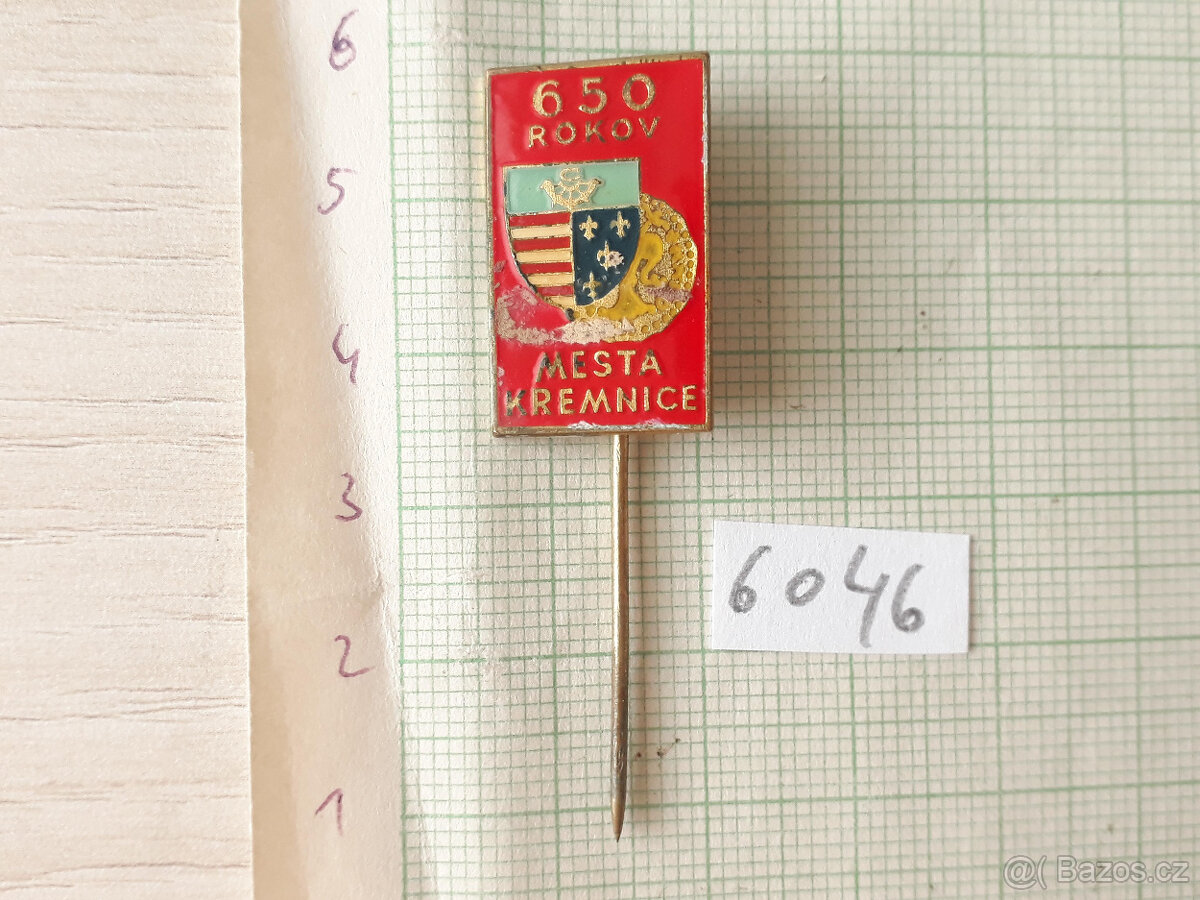 6
5
4
3
2
1
650
ROKOV
MESTA
KREMNICE
6046
@( Bazos.cz